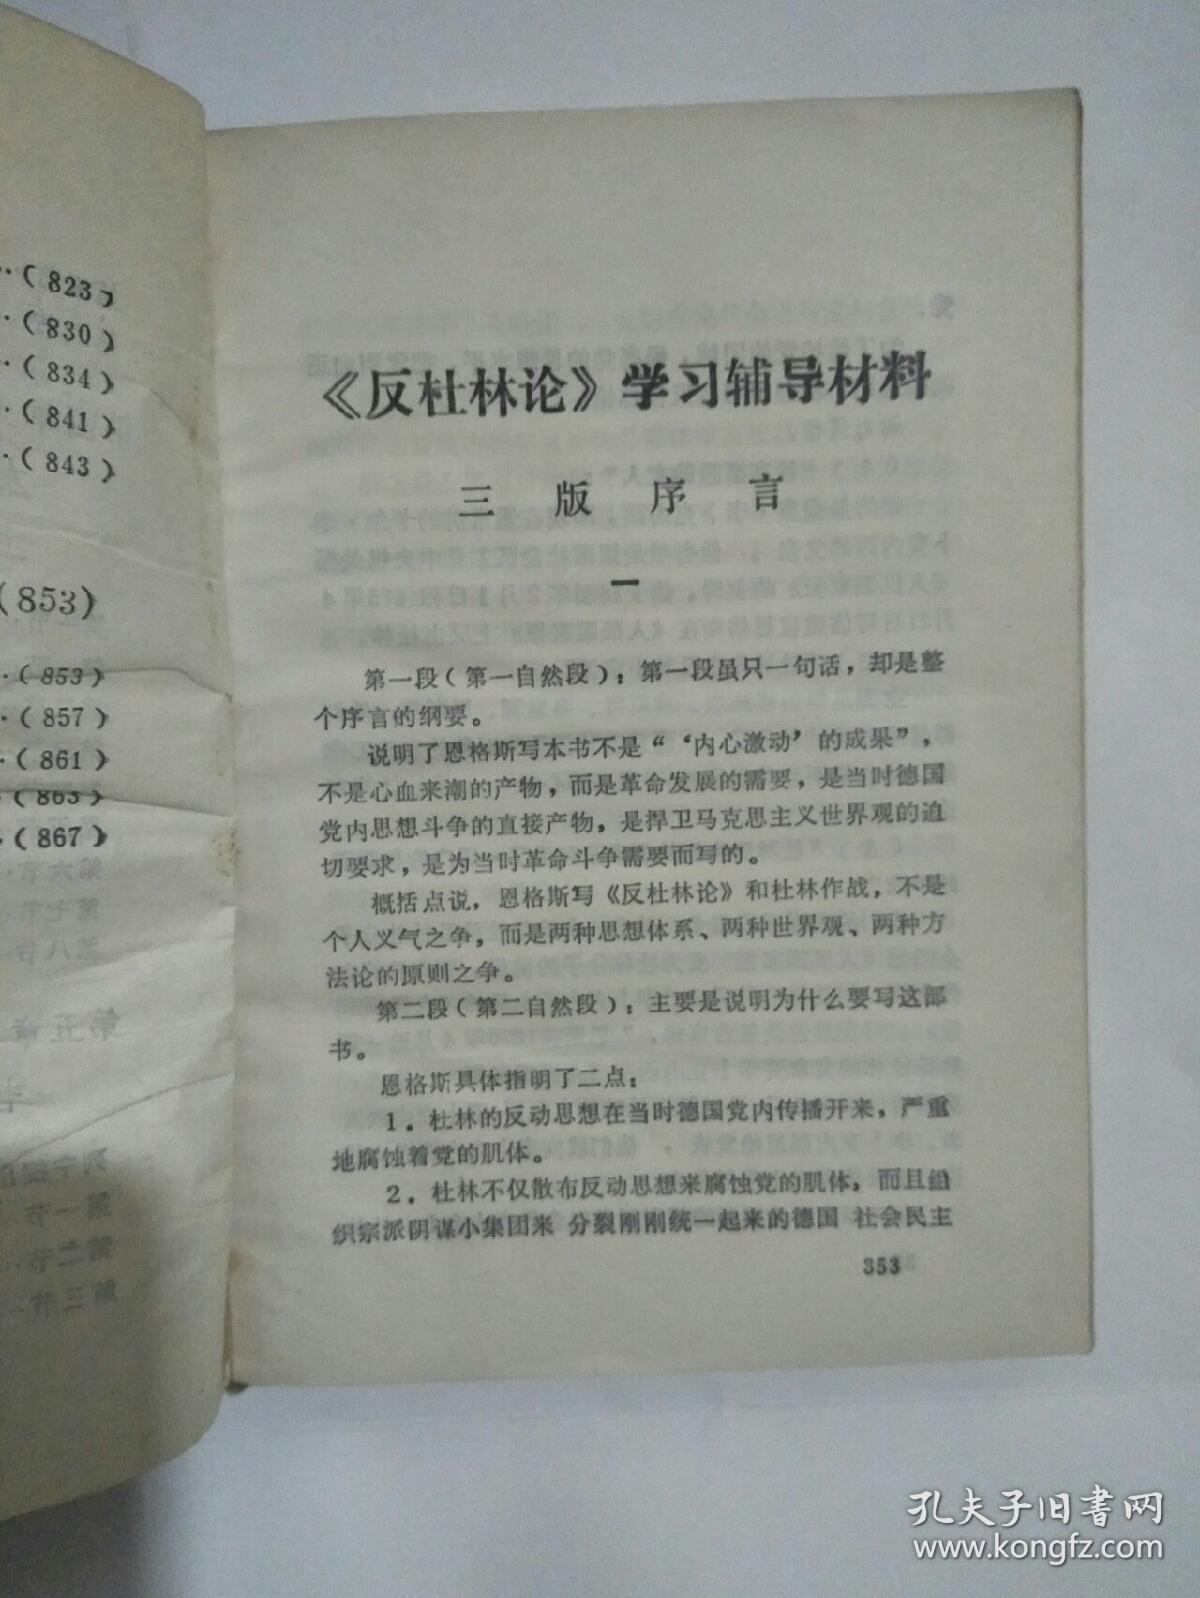 ··(823)
··(830)
··(834)
··(841)
··(843)
(853)
··(853)
··(857)
··(861)
(863)
··(867)
《反杜林论》学习辅导材料
三 版 序 言
一
第一段（第一自然段）：第一段虽只一句话，却是整
个序言的纲要。
说明了恩格斯写本书不是“‘内心激动’的成果”，
不是心血来潮的产物，而是革命发展的需要，是当时德国
党内思想斗争的直接产物，是捍卫马克思主义世界观的迫
切要求，是为当时革命斗争需要而写的。
概括点说，恩格斯写《反杜林论》和杜林作战，不是
个人义气之争，而是两种思想体系、两种世界观、两种方
法论的原则之争。
第二段（第二自然段）：主要是说明为什么要写这部
书。
恩格斯具体指明了二点：
1．杜林的反动思想在当时德国党内传播开来，严重
地腐蚀着党的肌体。
2．杜林不仅散布反动思想来腐蚀党的肌体，而且组
织宗派阴谋小集团来 分裂刚刚统一起来的德国 社会民主
353
孔夫子旧书网
www.kongfz.com